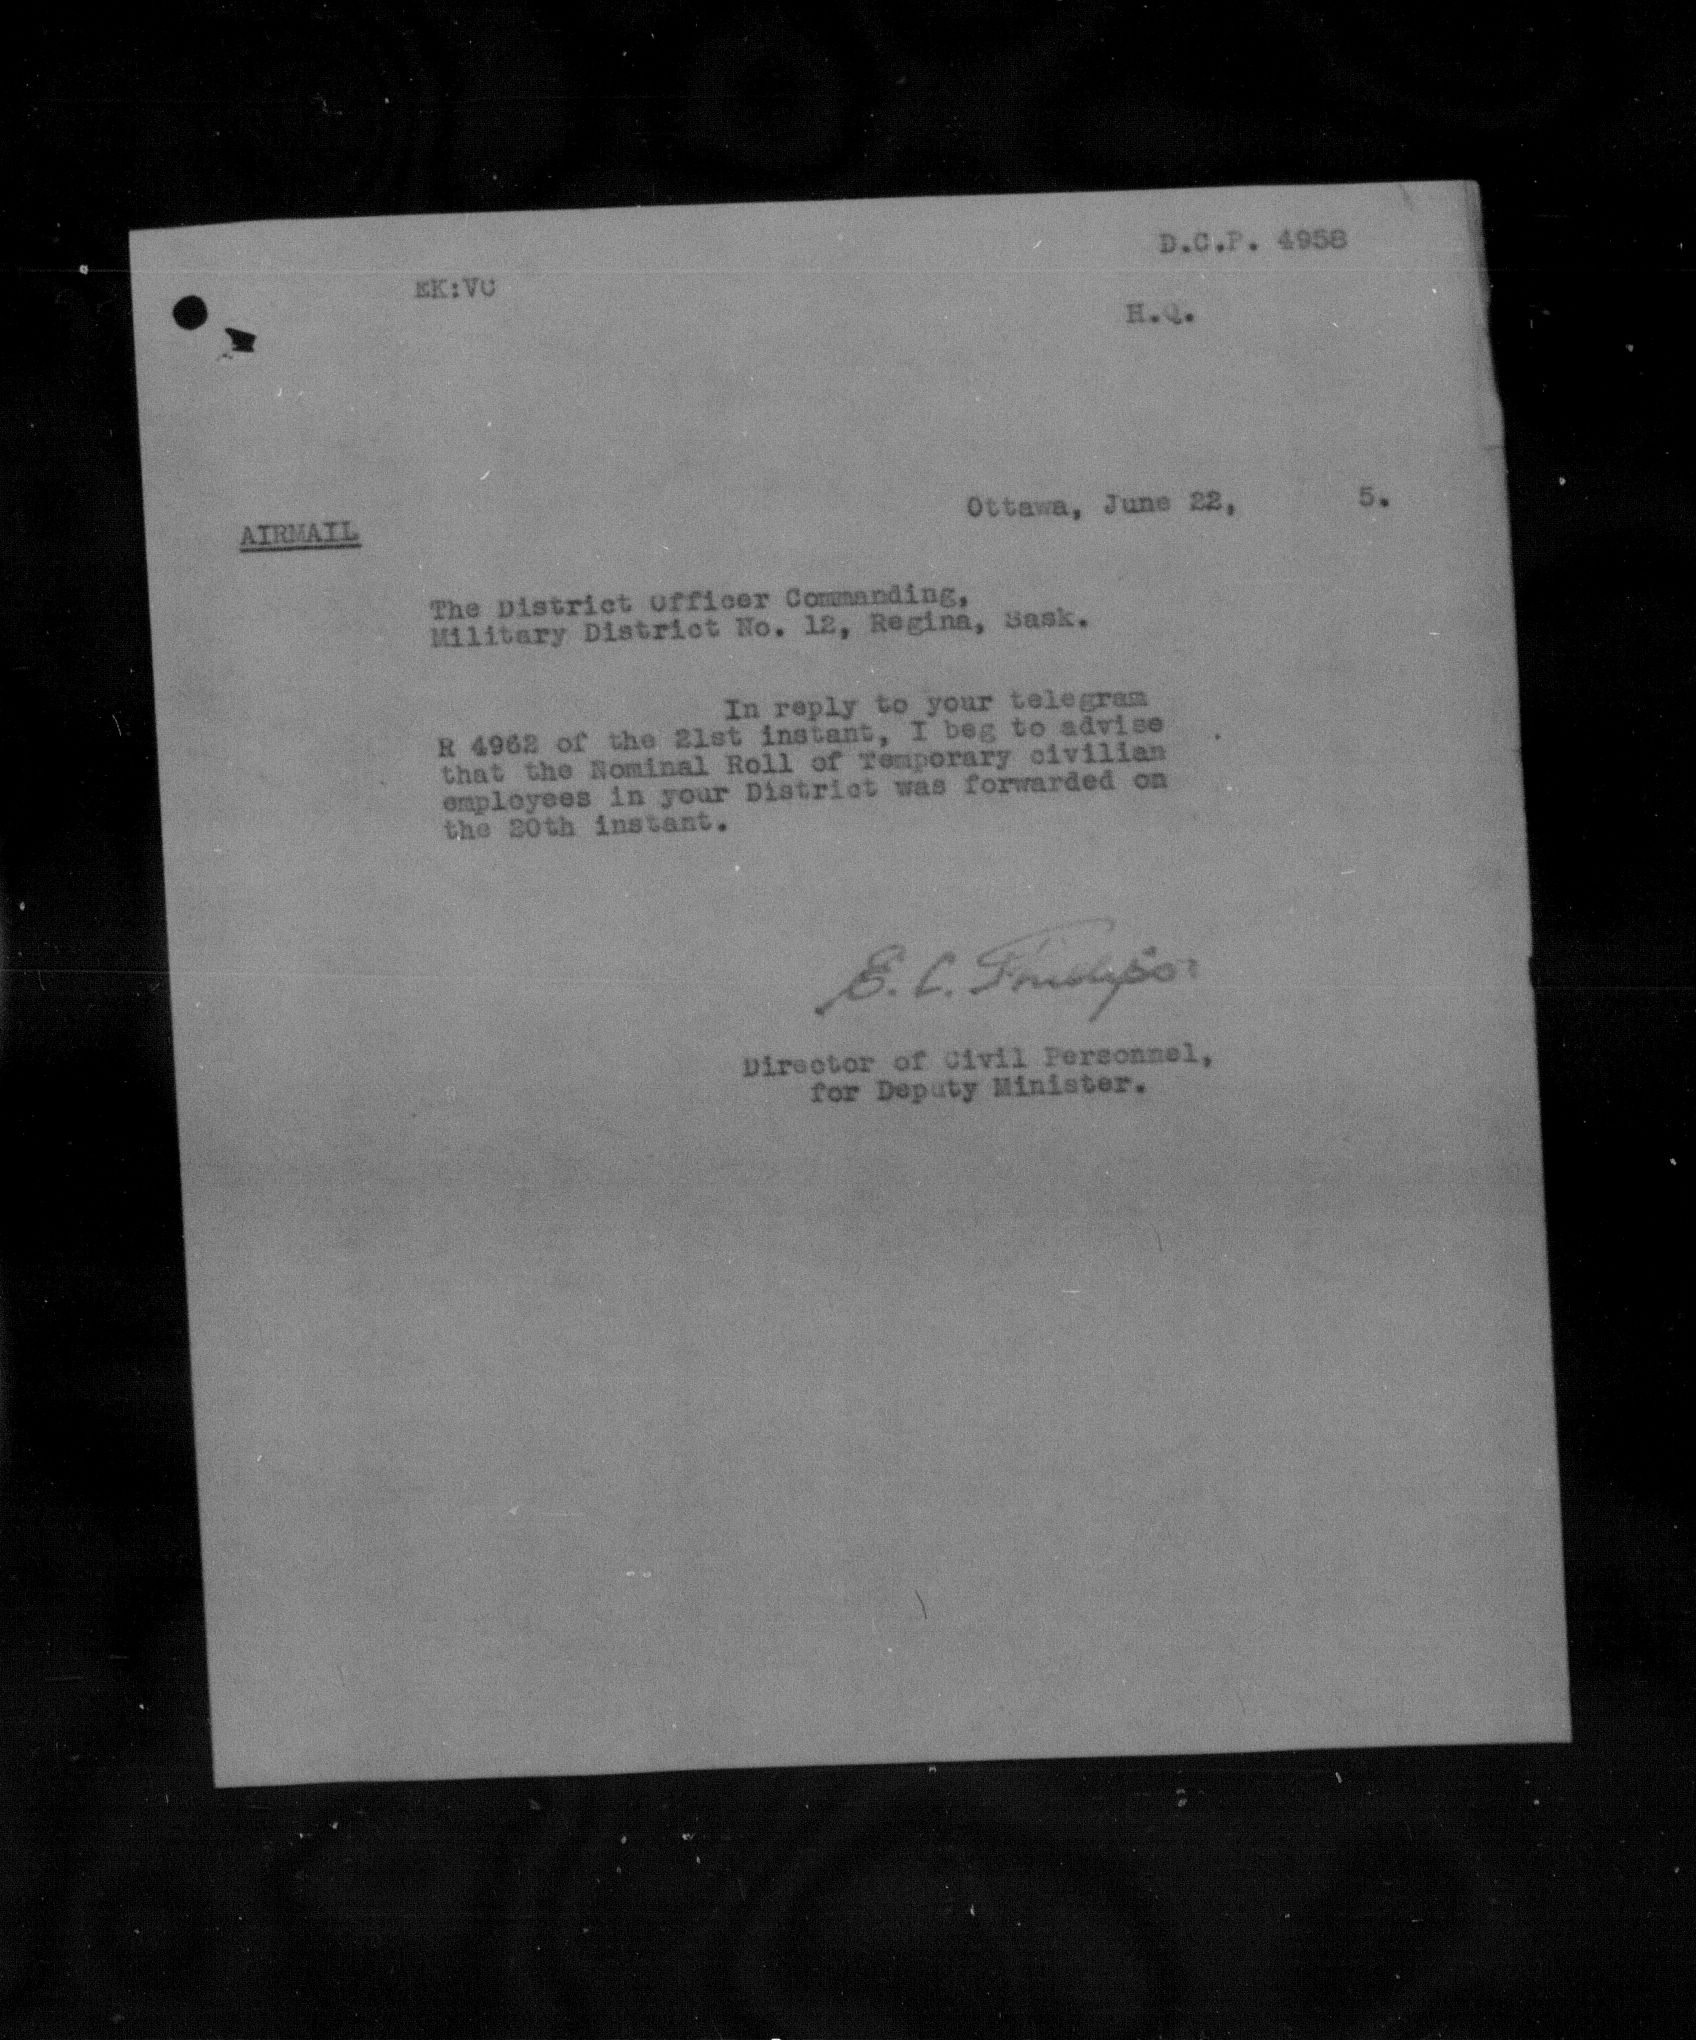 D.C.P. 4958
EK:VC
H.Q.
Ottawa, June 22, 5.
AIRMAIL
The District Officer Commanding,
Military District No. 12, Regina, Sask.
In reply to your telegram
R 4962 of the 21st instant, I beg to advise
that the Nominal Roll of Temporary civilian
employees in your District was forwarded on
the 20th instant.
E. C.
Director of Civil Personnel,
for Deputy Minister.